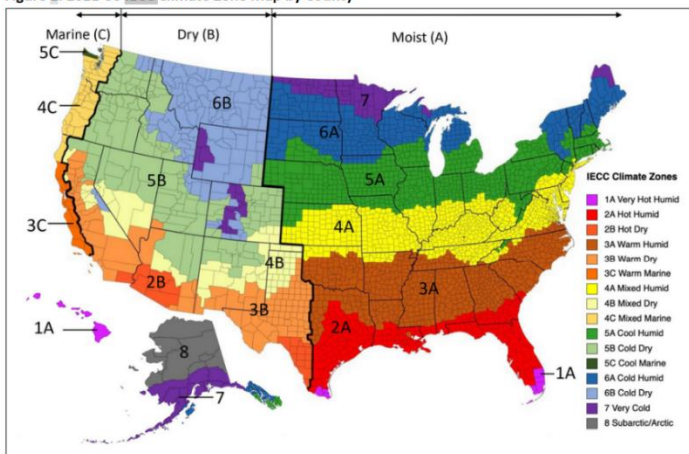 Marine (C)
Dry (B)
Moist (A)
5C
4C
6B
7
6A
5B
5A
4A
3C
4B
2B
3B
3A
2A
1A
8
7
1A
IECC Climate Zones
1A Very Hot Humid
2A Hot Humid
2B Hot Dry
3A Warm Humid
3B Warm Dry
3C Warm Marine
4A Mixed Humid
4B Mixed Dry
4C Mixed Marine
5A Cool Humid
5B Cold Dry
5C Cool Marine
6A Cold Humid
6B Cold Dry
7 Very Cold
8 Subarctic/Arctic